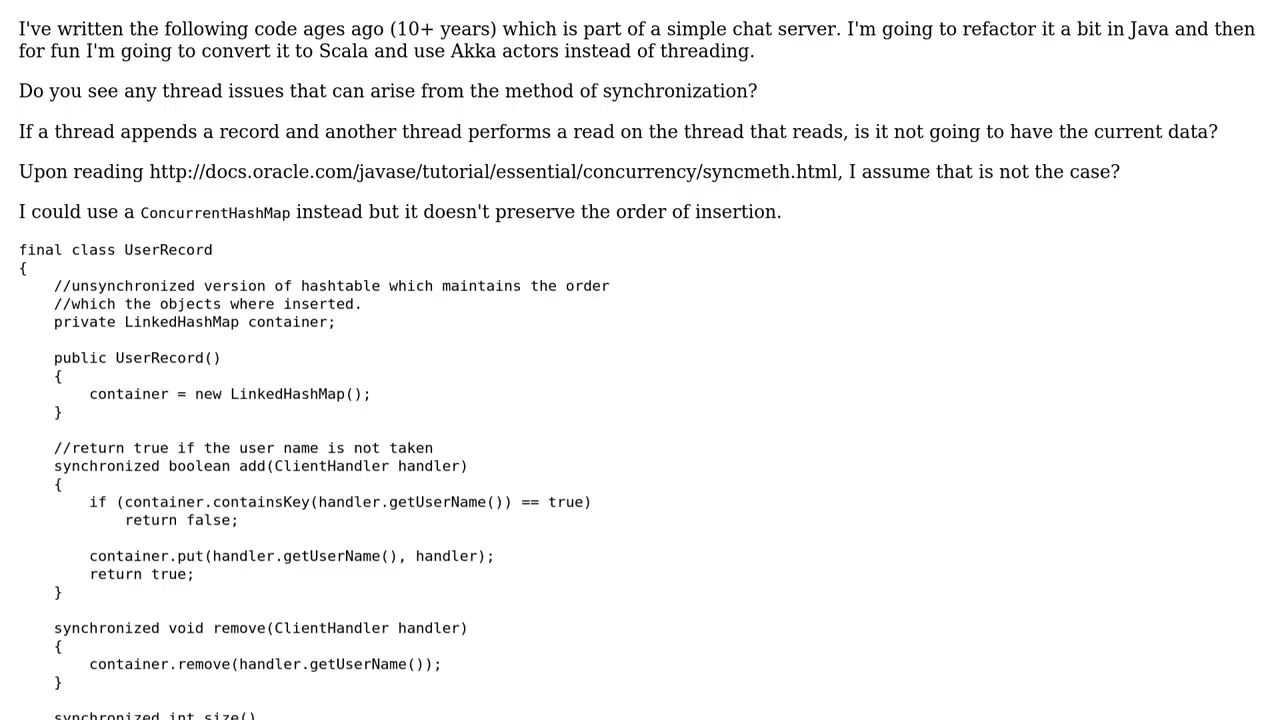 I've written the following code ages ago (10+ years) which is part of a simple chat server. I'm going to refactor it a bit in Java and then
for fun I'm going to convert it to Scala and use Akka actors instead of threading.
Do you see any thread issues that can arise from the method of synchronization?
If a thread appends a record and another thread performs a read on the thread that reads, is it not going to have the current data?
Upon reading http://docs.oracle.com/javase/tutorial/essential/concurrency/syncmeth.html, I assume that is not the case?
I could use a ConcurrentHashMap instead but it doesn't preserve the order of insertion.
final class UserRecord
{
    //unsynchronized version of hashtable which maintains the order
    //which the objects where inserted.
    private LinkedHashMap container;
    public UserRecord()
    {
        container = new LinkedHashMap();
    }
    //return true if the user name is not taken
    synchronized boolean add(ClientHandler handler)
    {
        if (container.containsKey(handler.getUserName()) == true)
            return false;
        container.put(handler.getUserName(), handler);
        return true;
    }
    synchronized void remove(ClientHandler handler)
    {
        container.remove(handler.getUserName());
    }
    synchronized int size()